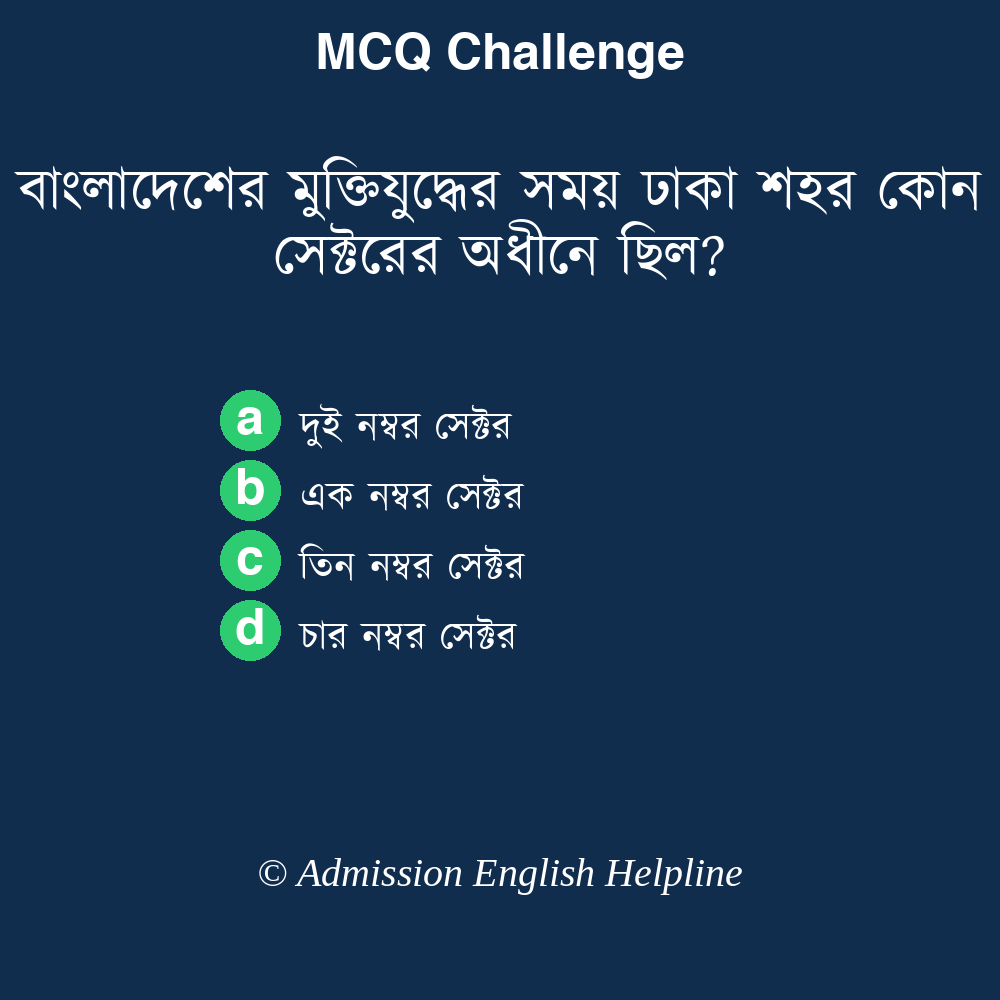 MCQ Challenge
বাংলাদেশের মুক্তিযুদ্ধের সময় ঢাকা শহর কোন
সেক্টরের অধীনে ছিল?
a দুই নম্বর সেক্টর
b এক নম্বর সেক্টর
c তিন নম্বর সেক্টর
d চার নম্বর সেক্টর
© Admission English Helpline